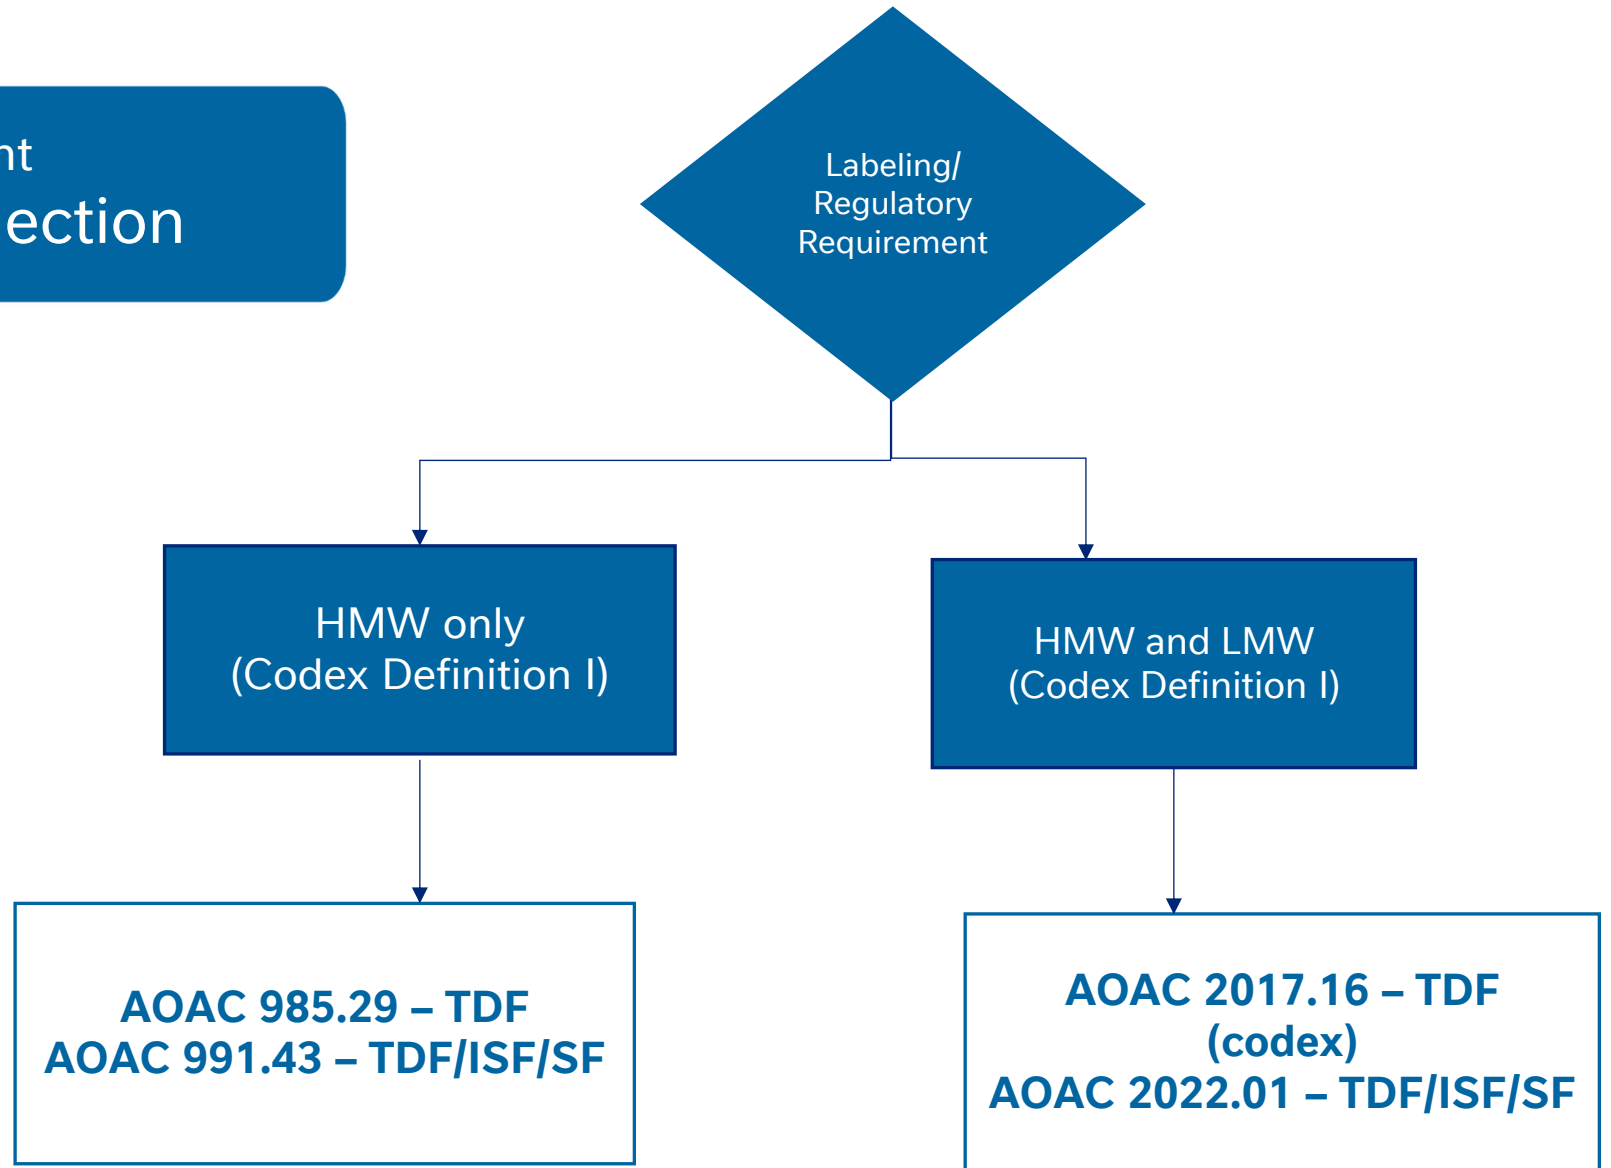 nt
ection
Labeling/
Regulatory
Requirement
HMW only
(Codex Definition I)
HMW and LMW
(Codex Definition I)
AOAC 985.29 – TDF
AOAC 991.43 – TDF/ISF/SF
AOAC 2017.16 – TDF
(codex)
AOAC 2022.01 – TDF/ISF/SF